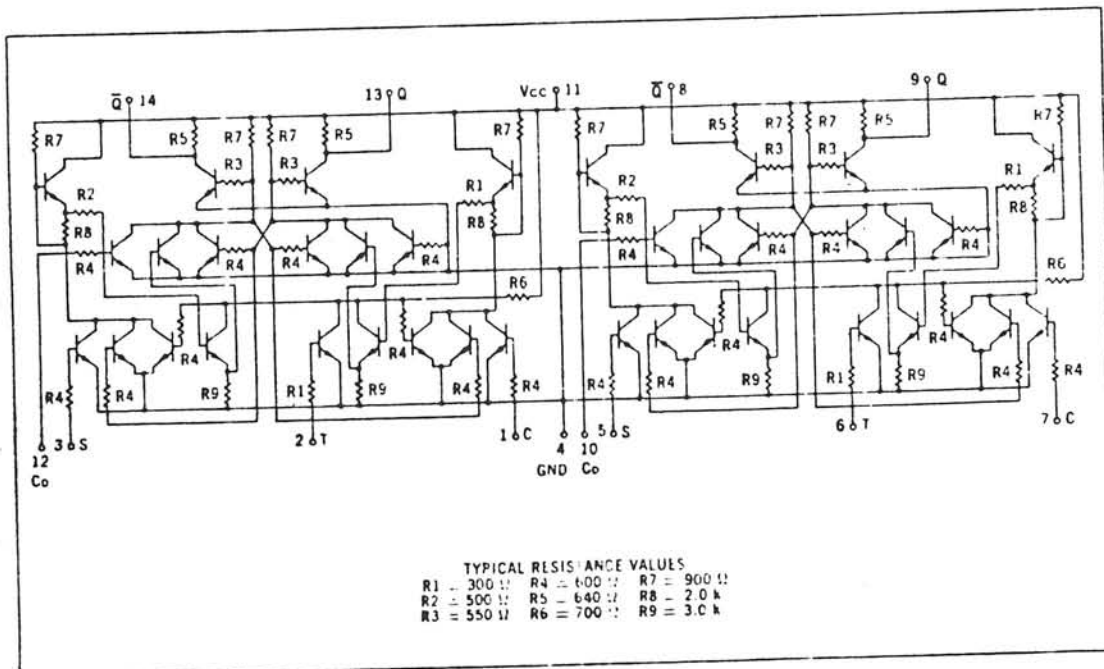 Q 14
13 Q
Vcc 11
Q 8
9 Q
R7
R5
R7
R7
R5
R7
R7
R5
R7
R7
R5
R7
R3
R3
R3
R3
R2
R1
R2
R1
R8
R8
R8
R8
R4
R4
R4
R4
R4
R4
R4
R4
R6
R6
R4
R4
R4
R4
R4
R4
R9
R1
R9
R4
R4
R4
R4
R9
R1
R9
R4
R4
12
Co
3 S
2 T
1 C
4
GND
10
Co
5 S
6 T
7 C
TYPICAL RESISTANCE VALUES
R1 = 300 Ω R4 = 600 Ω R7 = 900 Ω
R2 = 500 Ω R5 = 640 Ω R8 = 2.0 k
R3 = 550 Ω R6 = 700 Ω R9 = 3.0 k